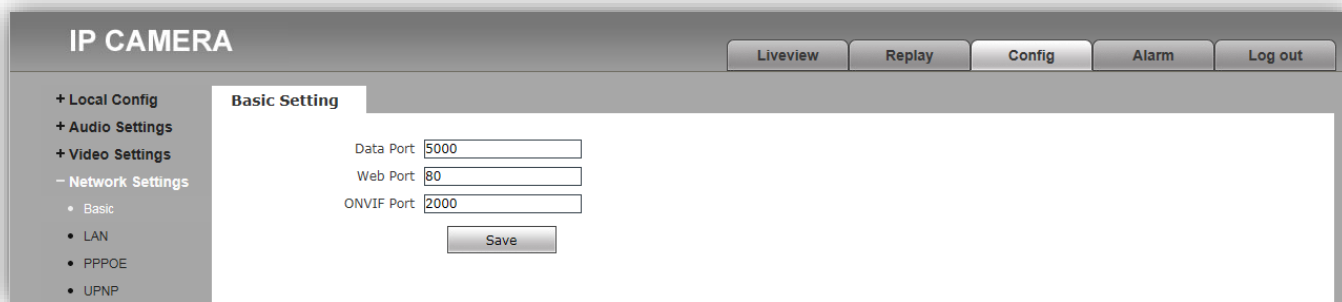 IP CAMERA
Liveview Replay Config Alarm Log out
+ Local Config
+ Audio Settings
+ Video Settings
− Network Settings
• Basic
• LAN
• PPPOE
• UPNP
Basic Setting
Data Port 5000
Web Port 80
ONVIF Port 2000
Save